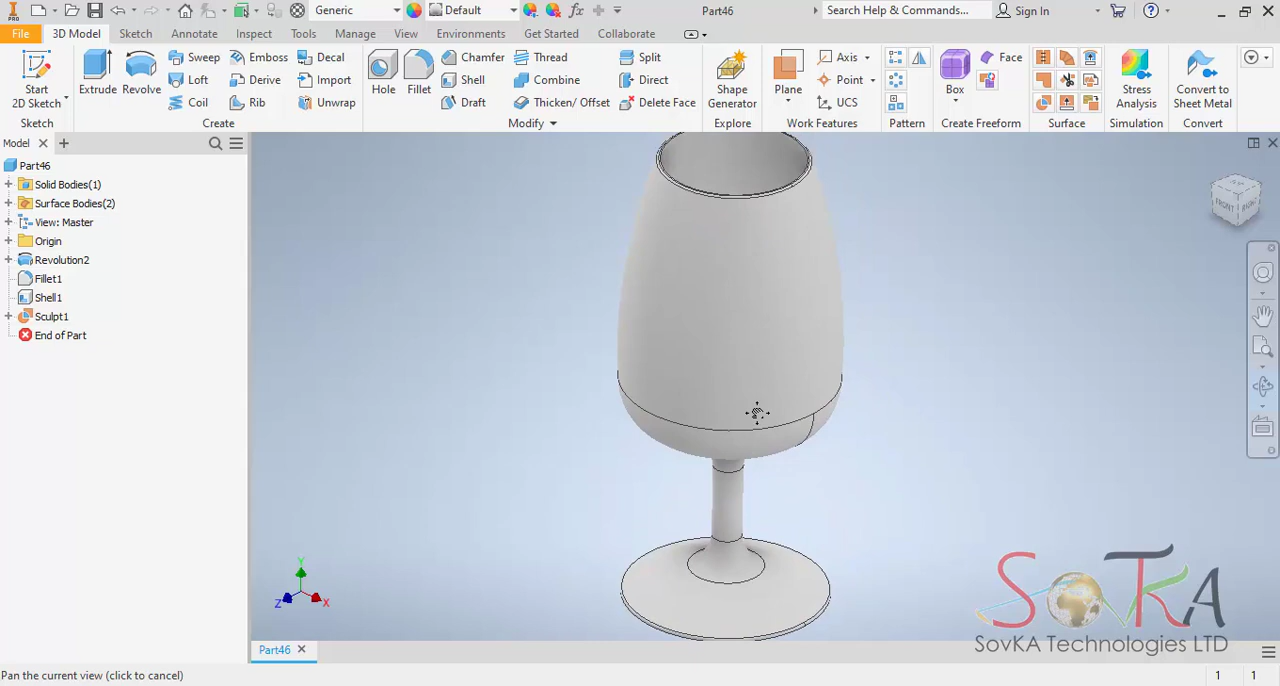 PRO
Generic
Default
fx
Part46
Search Help & Commands...
Sign In
File
3D Model
Sketch
Annotate
Inspect
Tools
Manage
View
Environments
Get Started
Collaborate
Start
2D Sketch
Sketch
Extrude
Revolve
Sweep
Loft
Coil
Emboss
Derive
Rib
Decal
Import
Unwrap
Create
Hole
Fillet
Chamfer
Shell
Draft
Thread
Combine
Thicken/ Offset
Split
Direct
Delete Face
Modify
Shape
Generator
Explore
Plane
Axis
Point
UCS
Work Features
Pattern
Box
Face
Create Freeform
Surface
Stress
Analysis
Simulation
Convert to
Sheet Metal
Convert
Model
Part46
Solid Bodies(1)
Surface Bodies(2)
View: Master
Origin
Revolution2
Fillet1
Shell1
Sculpt1
End of Part
FRONT
RIGHT
Y
Z
X
SovKA
SovKA Technologies LTD
Part46
Pan the current view (click to cancel)
1
1